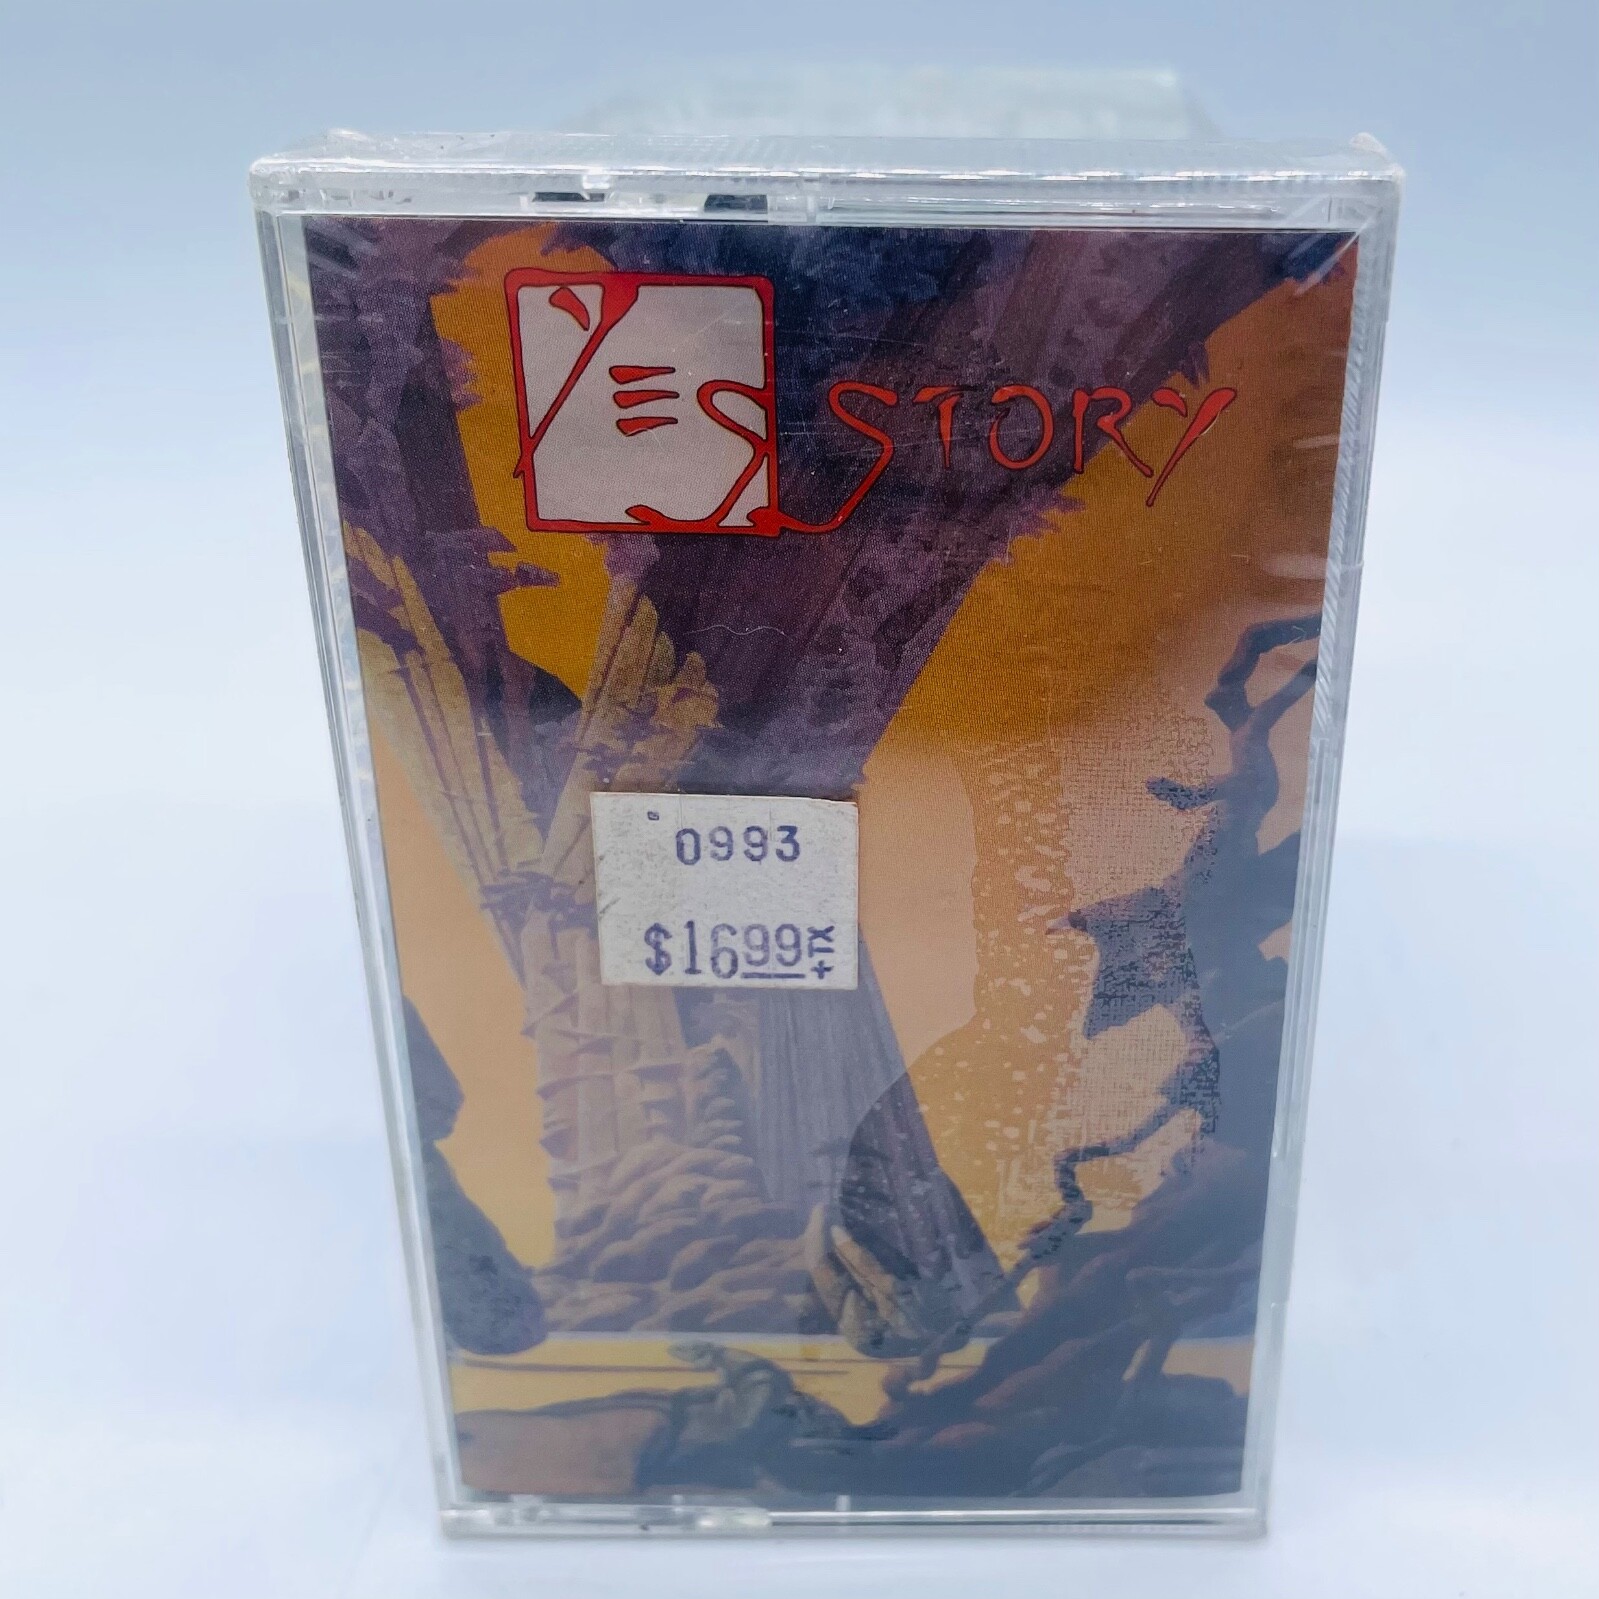 YES STORY
0993
$16.99 + TX